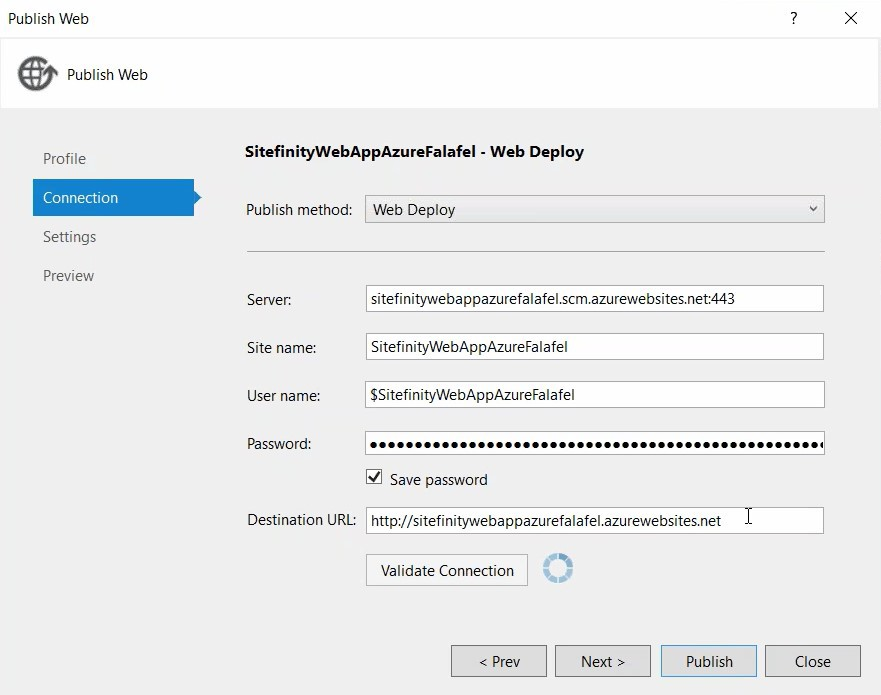 Publish Web
?
Publish Web
Profile
Connection
Settings
Preview
SitefinityWebAppAzureFalafel - Web Deploy
Publish method: Web Deploy
Server: sitefinitywebappazurefalafel.scm.azurewebsites.net:443
Site name: SitefinityWebAppAzureFalafel
User name: $SitefinityWebAppAzureFalafel
Password:
Save password
Destination URL: http://sitefinitywebappazurefalafel.azurewebsites.net
Validate Connection
< Prev Next > Publish Close